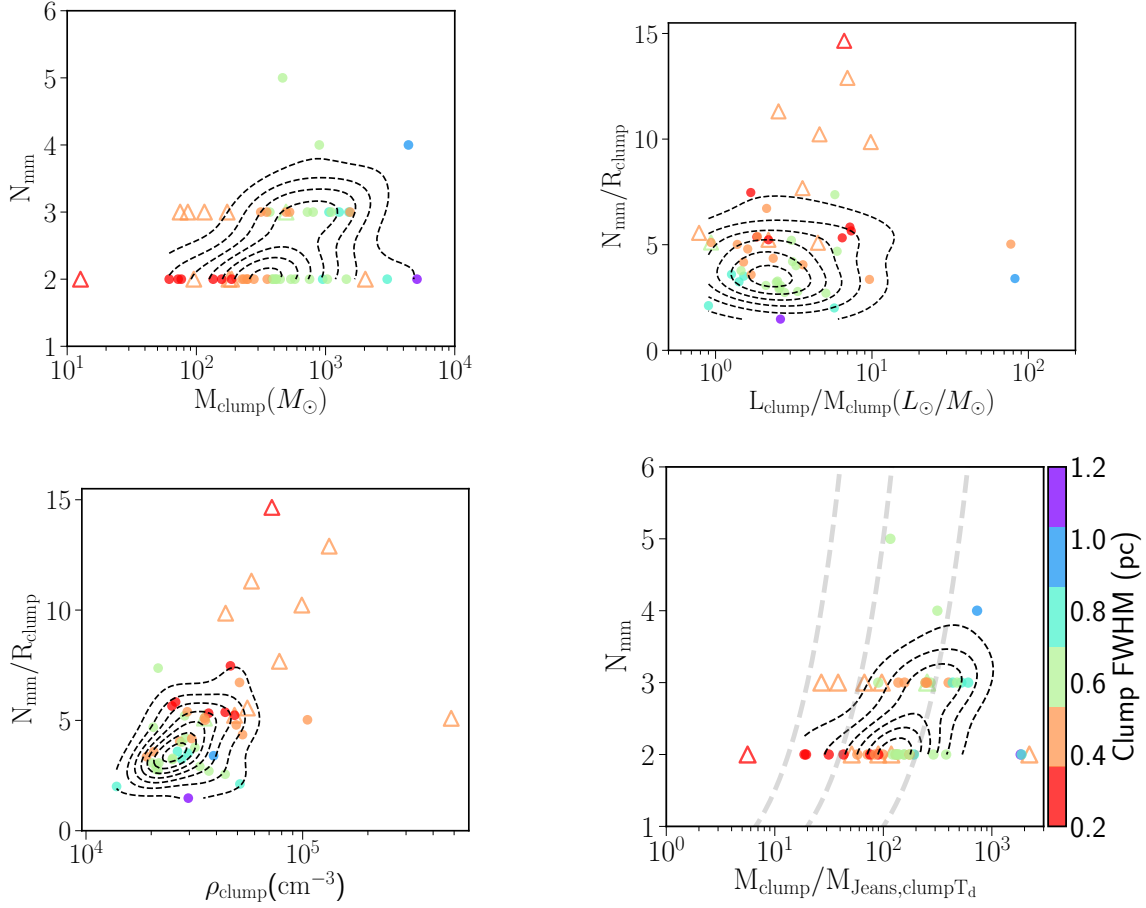 6
5
4
3
2
1
N_mm
10^1 10^2 10^3 10^4
M_clump(M_⊙)
15
10
5
0
N_mm/R_clump
10^0 10^1 10^2
L_clump/M_clump(L_⊙/M_⊙)
15
10
5
0
N_mm/R_clump
10^4 10^5
ρ_clump(cm^−3)
6
5
4
3
2
1
N_mm
10^0 10^1 10^2 10^3
M_clump/M_Jeans,clumpT_d
1.2
1.0
0.8
0.6
0.4
0.2
Clump FWHM (pc)